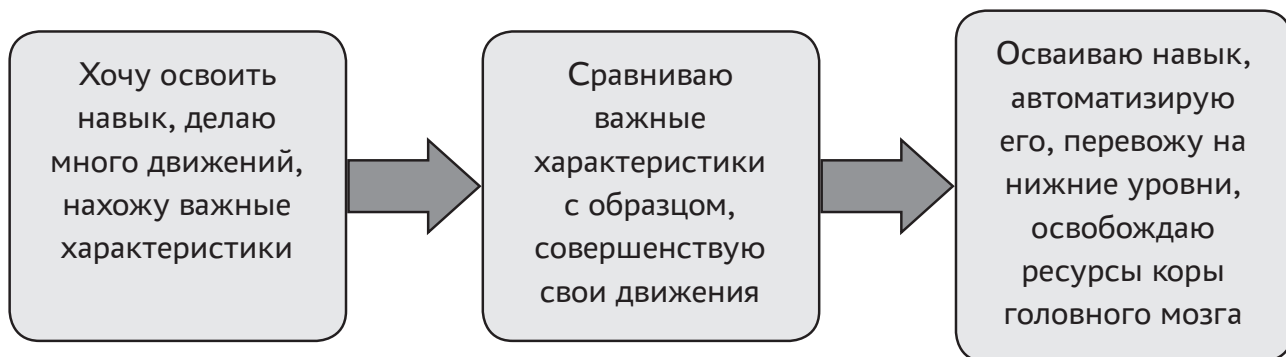 Хочу освоить
навык, делаю
много движений,
нахожу важные
характеристики
Сравниваю
важные
характеристики
с образцом,
совершенствую
свои движения
Осваиваю навык,
автоматизирую
его, перевожу на
нижние уровни,
освобождаю
ресурсы коры
головного мозга